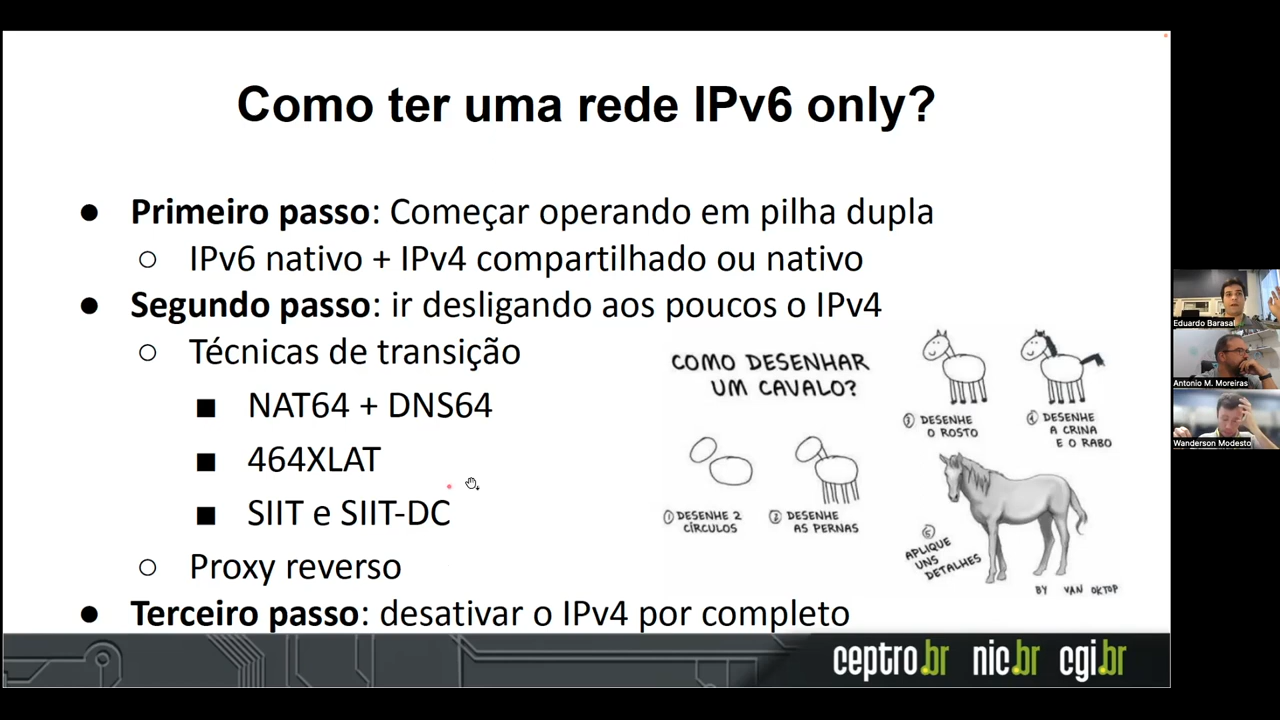 Como ter uma rede IPv6 only?
● Primeiro passo: Começar operando em pilha dupla
○ IPv6 nativo + IPv4 compartilhado ou nativo
● Segundo passo: ir desligando aos poucos o IPv4
○ Técnicas de transição
■ NAT64 + DNS64
■ 464XLAT
■ SIIT e SIIT-DC
○ Proxy reverso
● Terceiro passo: desativar o IPv4 por completo
COMO DESENHAR
UM CAVALO?
① DESENHE 2
CÍRCULOS
② DESENHE
AS PERNAS
③ DESENHE
O ROSTO
④ DESENHE
A CRINA
E O RABO
⑤
APLIQUE
UNS
DETALHES
BY VAN OKTOP
ceptro.br nic.br cgi.br
Eduardo Barasal
Antonio M. Moreiras
Wanderson Modesto